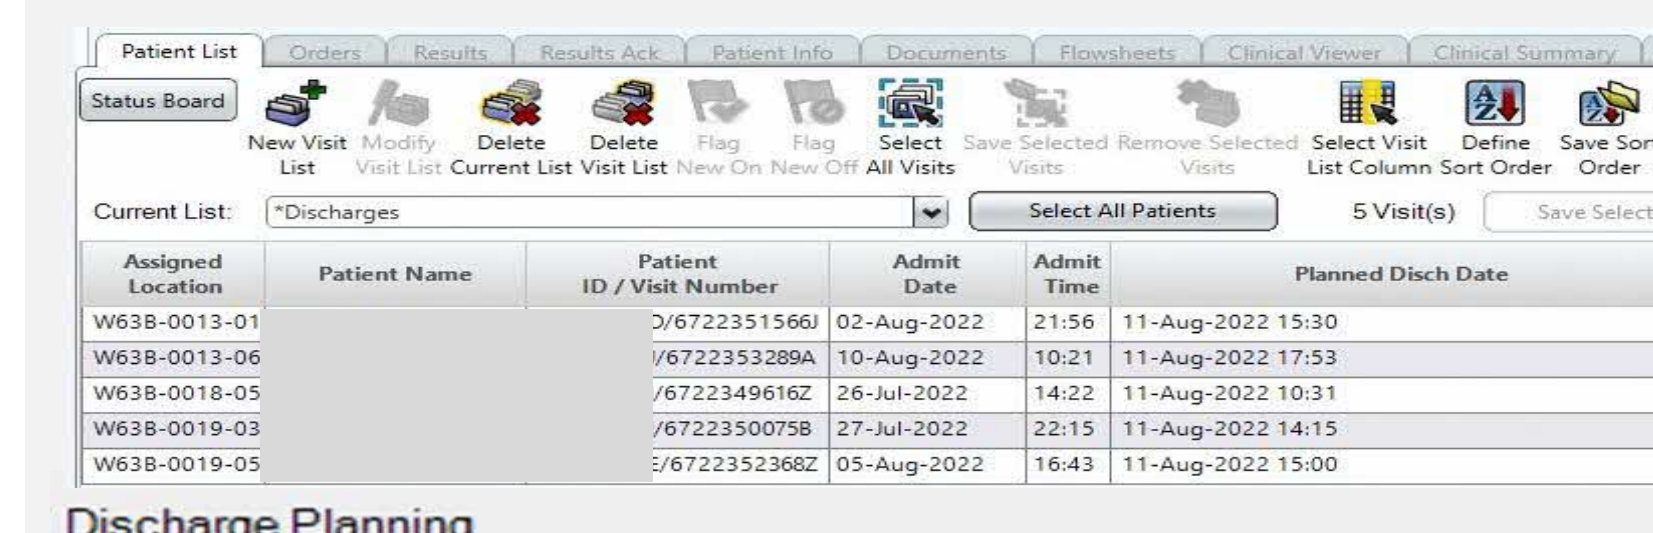 Patient List Orders Results Results Ack Patient Info Documents Flowsheets Clinical Viewer Clinical Summary
Status Board
New Visit Modify Delete Delete Flag Flag Select Save Selected Remove Selected Select Visit Define Save Sor
List Visit List Current List Visit List New On New Off All Visits Visits Visits List Column Sort Order Order
Current List: *Discharges Select All Patients 5 Visit(s) Save Select
Assigned Patient Admit Admit
Patient Name Planned Disch Date
Location ID / Visit Number Date Time
W63B-0013-01 D/6722351566J 02-Aug-2022 21:56 11-Aug-2022 15:30
W63B-0013-06 /6722353289A 10-Aug-2022 10:21 11-Aug-2022 17:53
W63B-0018-05 /6722349616Z 26-Jul-2022 14:22 11-Aug-2022 10:31
W63B-0019-03 /6722350075B 27-Jul-2022 22:15 11-Aug-2022 14:15
W63B-0019-05 E/6722352368Z 05-Aug-2022 16:43 11-Aug-2022 15:00
Discharge Planning